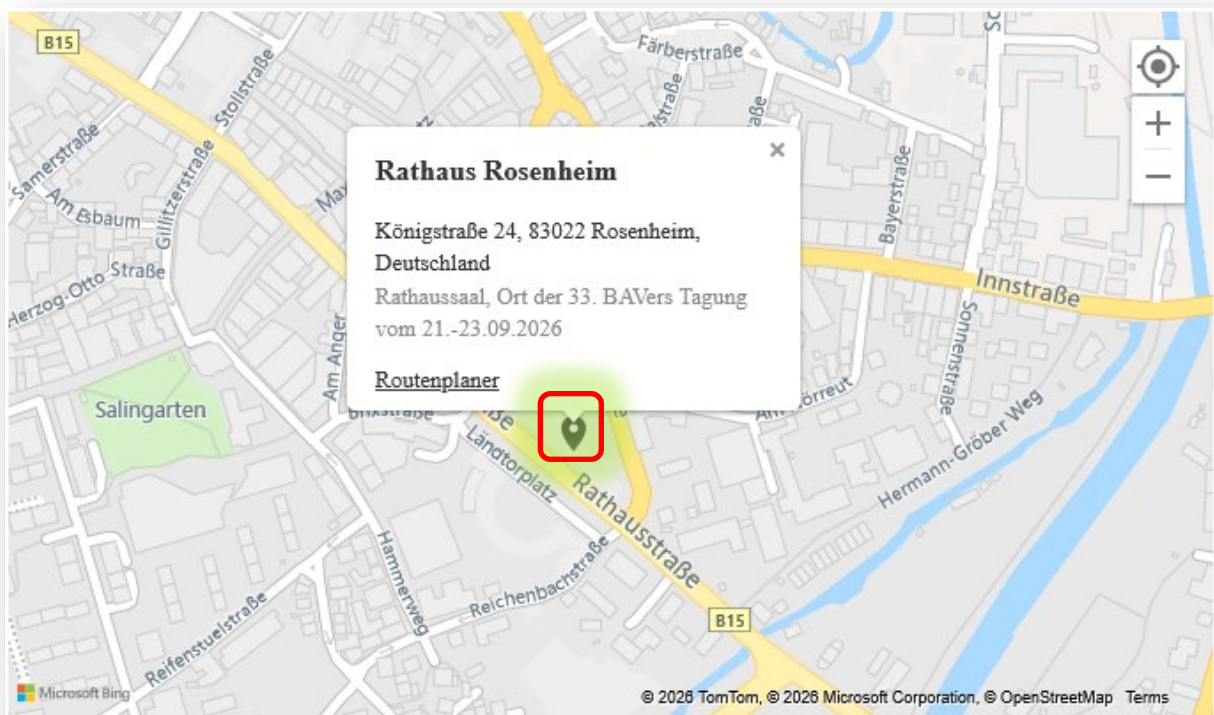 B15
Färberstraße
Stollstraße
Samerstraße
Am Esbaum
Gillitzerstraße
Herzog-Otto-Straße
Rathaus Rosenheim
×
Königstraße 24, 83022 Rosenheim,
Deutschland
Rathaussaal, Ort der 33. BAVers Tagung
vom 21.-23.09.2026
Routenplaner
+
−
Bayerstraße
Innstraße
Sonnenstraße
Am Anger
Salingarten
Ländtorplatz
Rathausstraße
Hermann-Gröber Weg
Hammerweg
Reichenbachstraße
Reifenstuelstraße
B15
Microsoft Bing
© 2026 TomTom, © 2026 Microsoft Corporation, © OpenStreetMap Terms